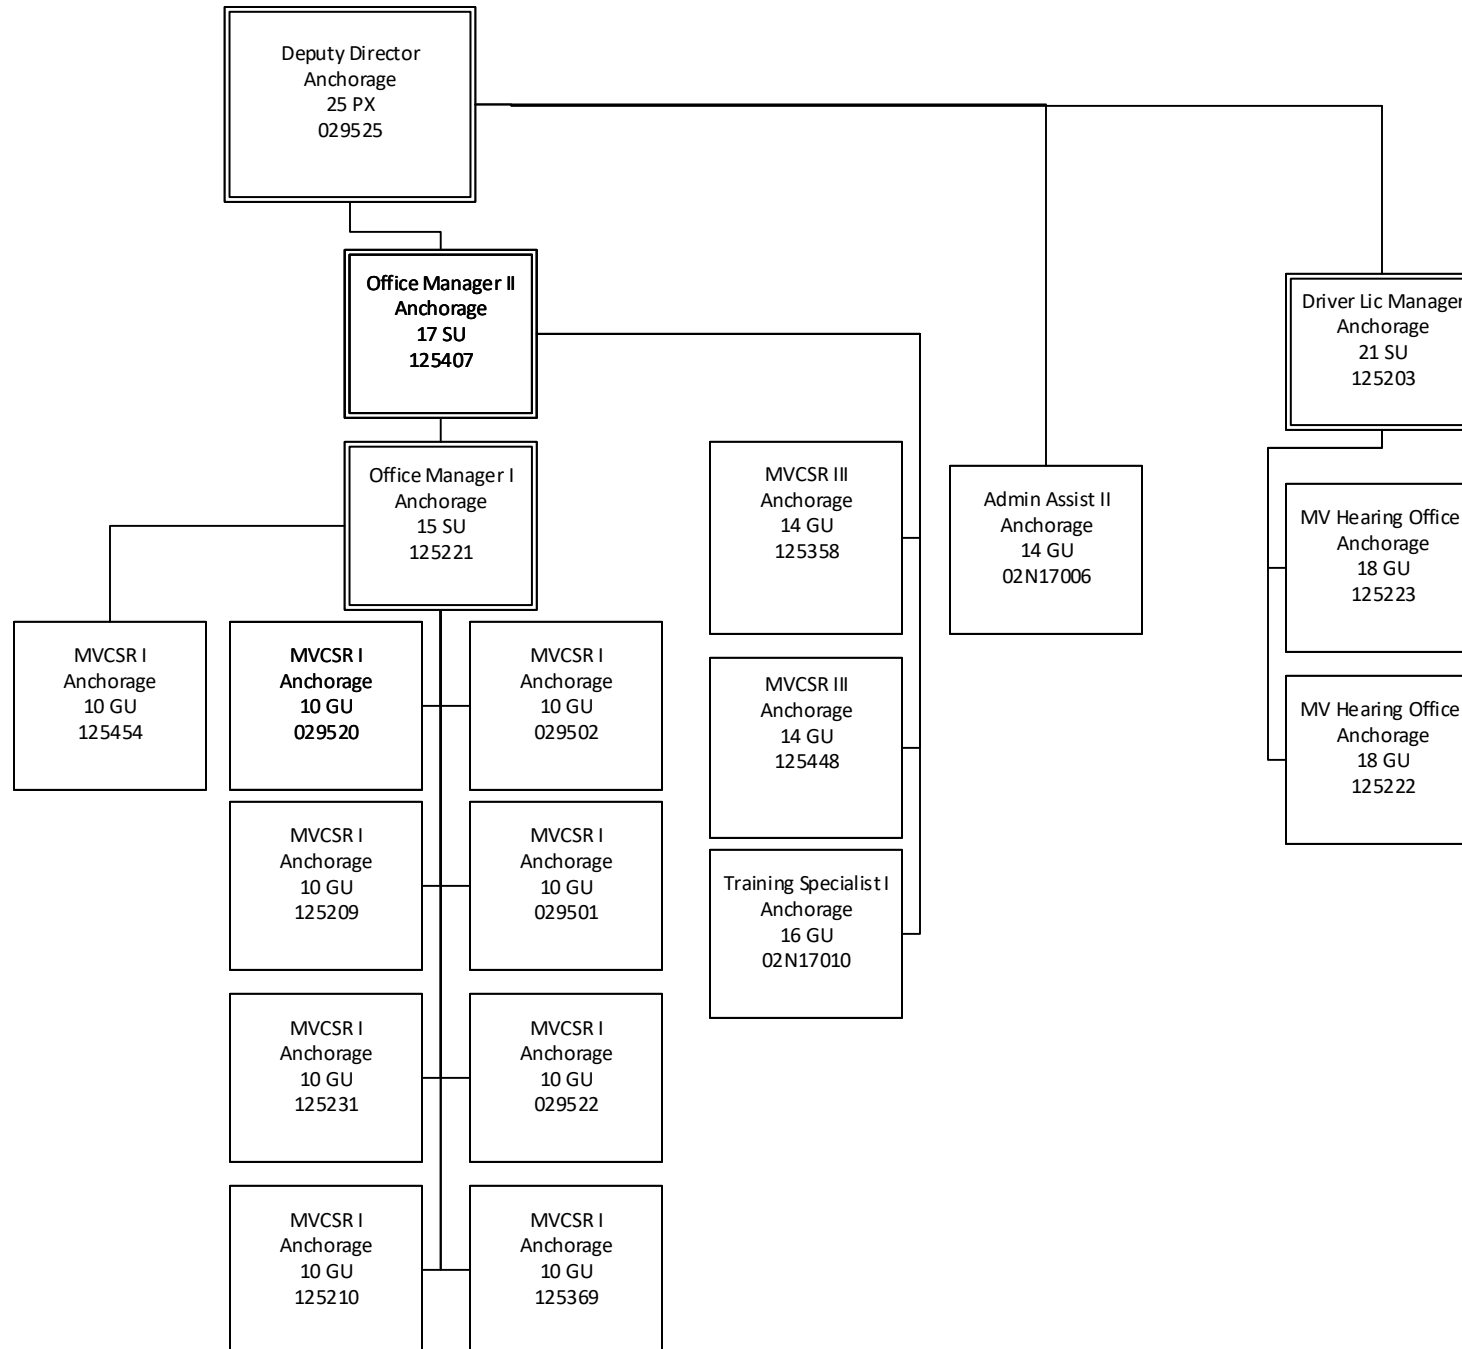 Deputy Director
Anchorage
25 PX
029525
Office Manager II
Anchorage
17 SU
125407
Driver Lic Manager
Anchorage
21 SU
125203
Office Manager I
Anchorage
15 SU
125221
MVCSR III
Anchorage
14 GU
125358
Admin Assist II
Anchorage
14 GU
02N17006
MV Hearing Office
Anchorage
18 GU
125223
MVCSR I
Anchorage
10 GU
125454
MVCSR I
Anchorage
10 GU
029520
MVCSR I
Anchorage
10 GU
029502
MVCSR III
Anchorage
14 GU
125448
MV Hearing Office
Anchorage
18 GU
125222
MVCSR I
Anchorage
10 GU
125209
MVCSR I
Anchorage
10 GU
029501
Training Specialist I
Anchorage
16 GU
02N17010
MVCSR I
Anchorage
10 GU
125231
MVCSR I
Anchorage
10 GU
029522
MVCSR I
Anchorage
10 GU
125210
MVCSR I
Anchorage
10 GU
125369